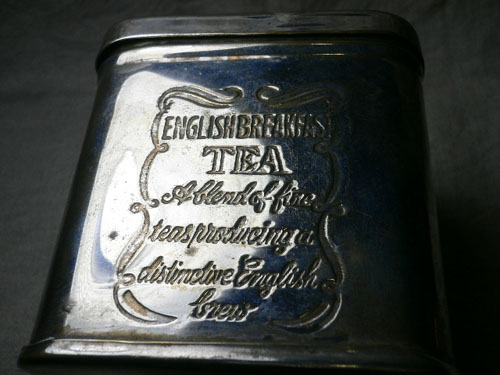 ENGLISH BREAKFAST
TEA
A blend of fine
teas producing a
distinctive English
brew